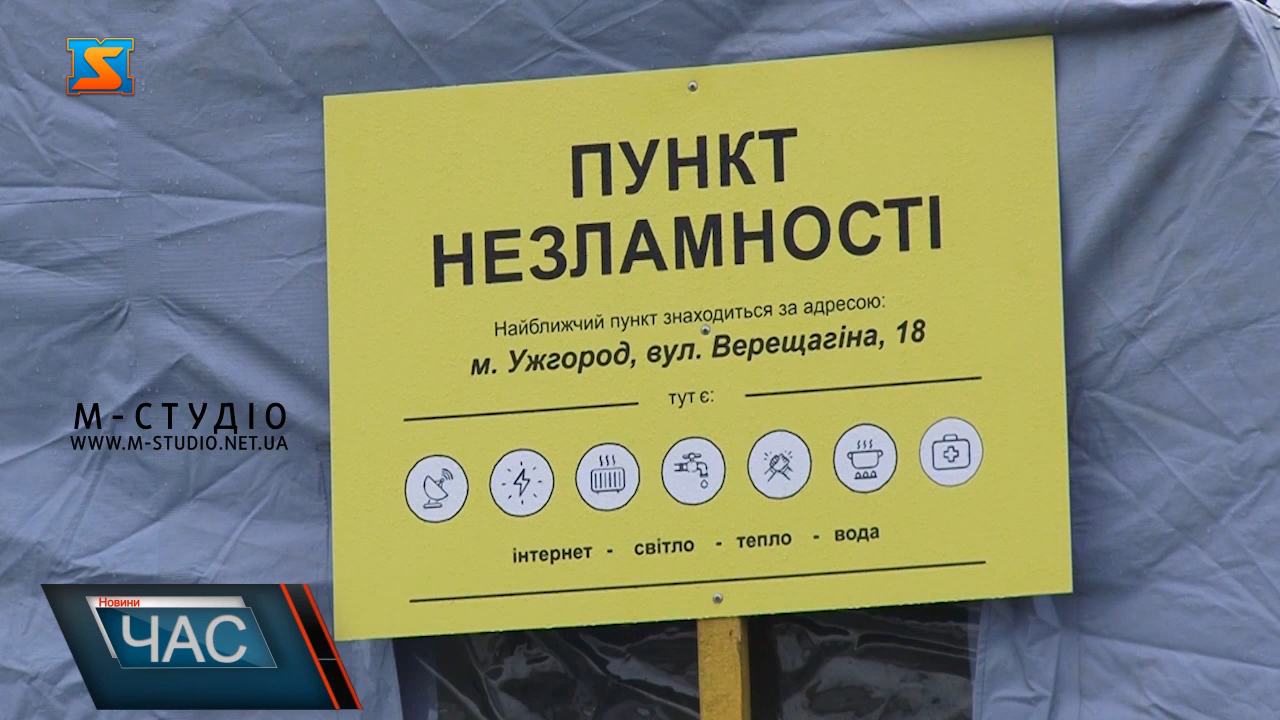 ПУНКТ
НЕЗЛАМНОСТІ
Найближчий пункт знаходиться за адресою:
м. Ужгород, вул. Верещагіна, 18
тут є:
інтернет - світло - тепло - вода
М-СТУДІО
WWW.M-STUDIO.NET.UA
Новини
ЧАС